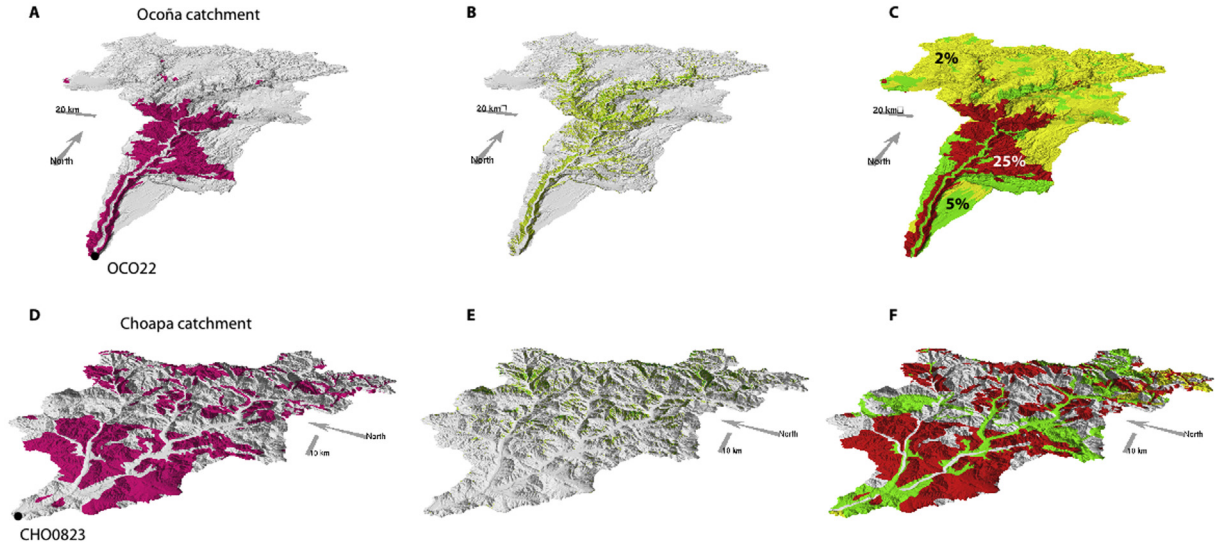 A
Ocoña catchment
B
C
2%
20 km
North
20 km
North
20 km
North
25%
5%
OCO22
D
Choapa catchment
E
F
North
10 km
North
10 km
North
10 km
CHO0823